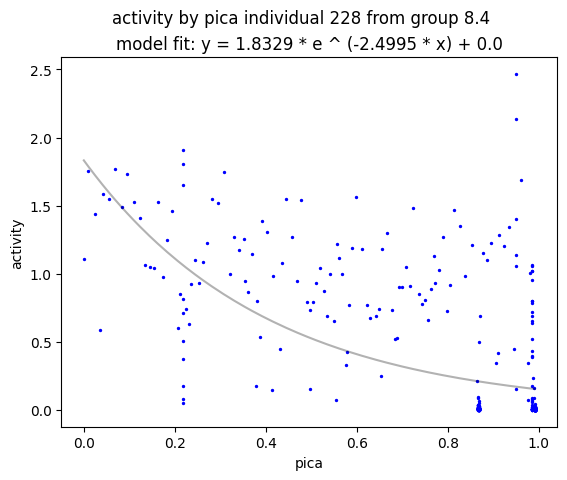 activity by pica individual 228 from group 8.4
model fit: y = 1.8329 * e ^ (-2.4995 * x) + 0.0
2.5
2.0
1.5
1.0
0.5
0.0
activity
0.0 0.2 0.4 0.6 0.8 1.0
pica